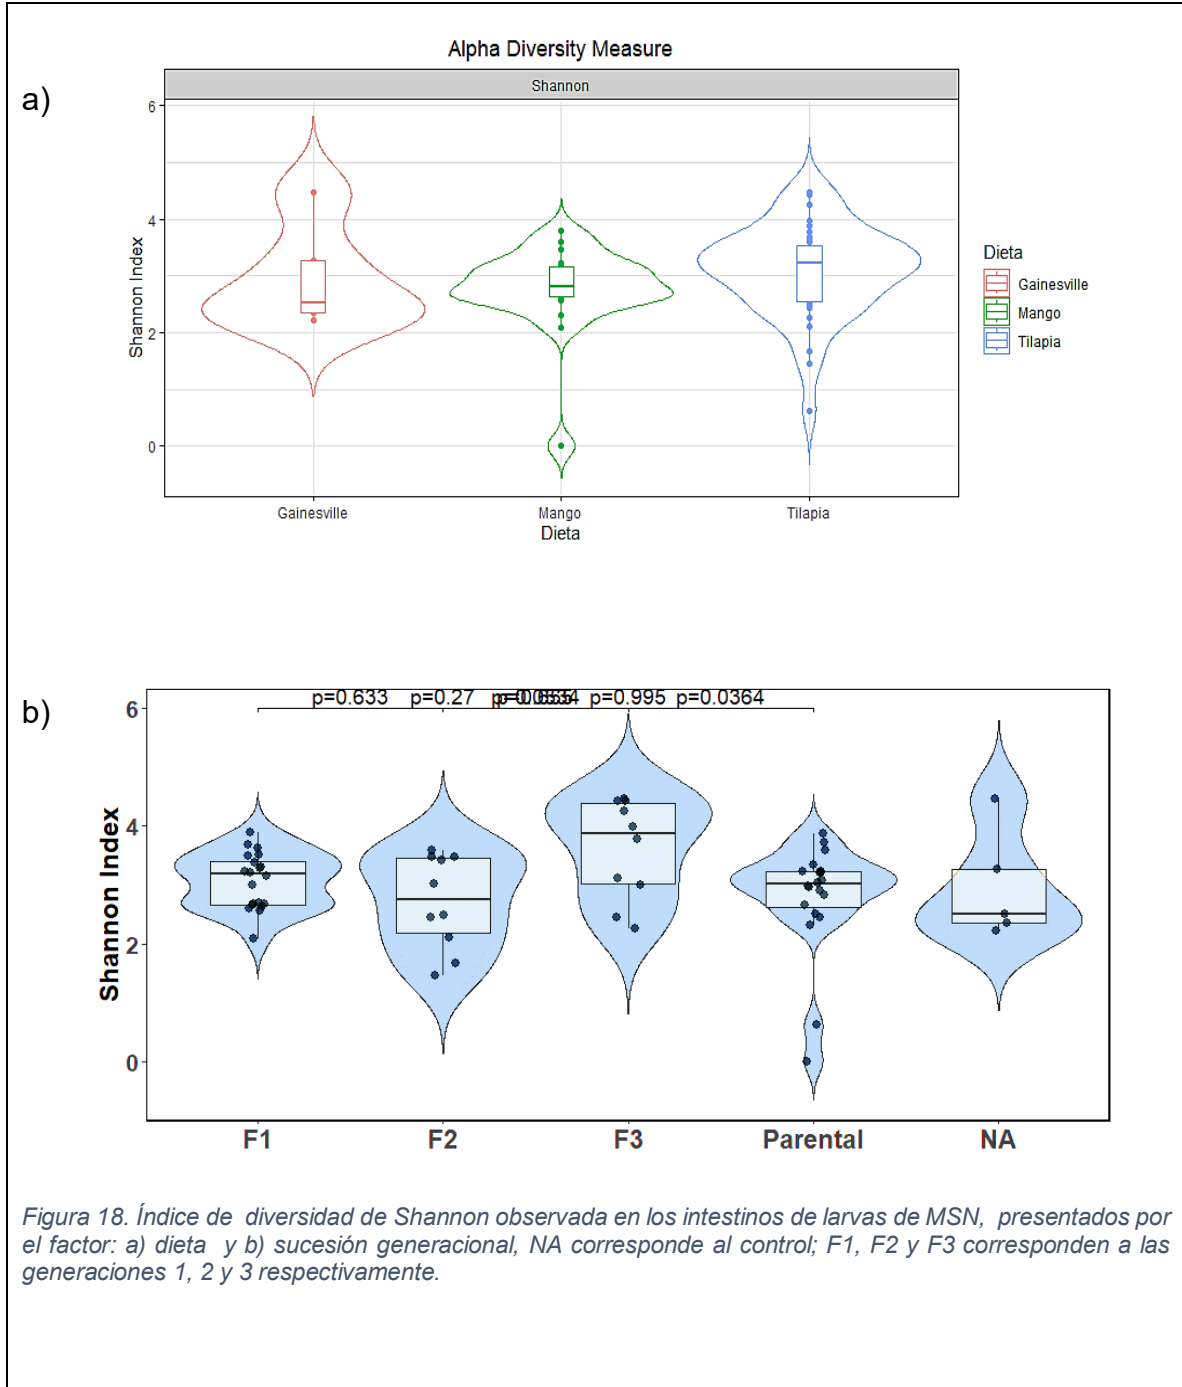 Alpha Diversity Measure
a)
Shannon
6
4
2
0
Shannon Index
Gainesville
Mango
Tilapia
Dieta
Dieta
Gainesville
Mango
Tilapia
b)
p=0.633 p=0.27 p=0.995 p=0.0364
6
4
2
0
Shannon Index
F1 F2 F3 Parental NA
Figura 18. Índice de diversidad de Shannon observada en los intestinos de larvas de MSN, presentados por
el factor: a) dieta y b) sucesión generacional, NA corresponde al control; F1, F2 y F3 corresponden a las
generaciones 1, 2 y 3 respectivamente.